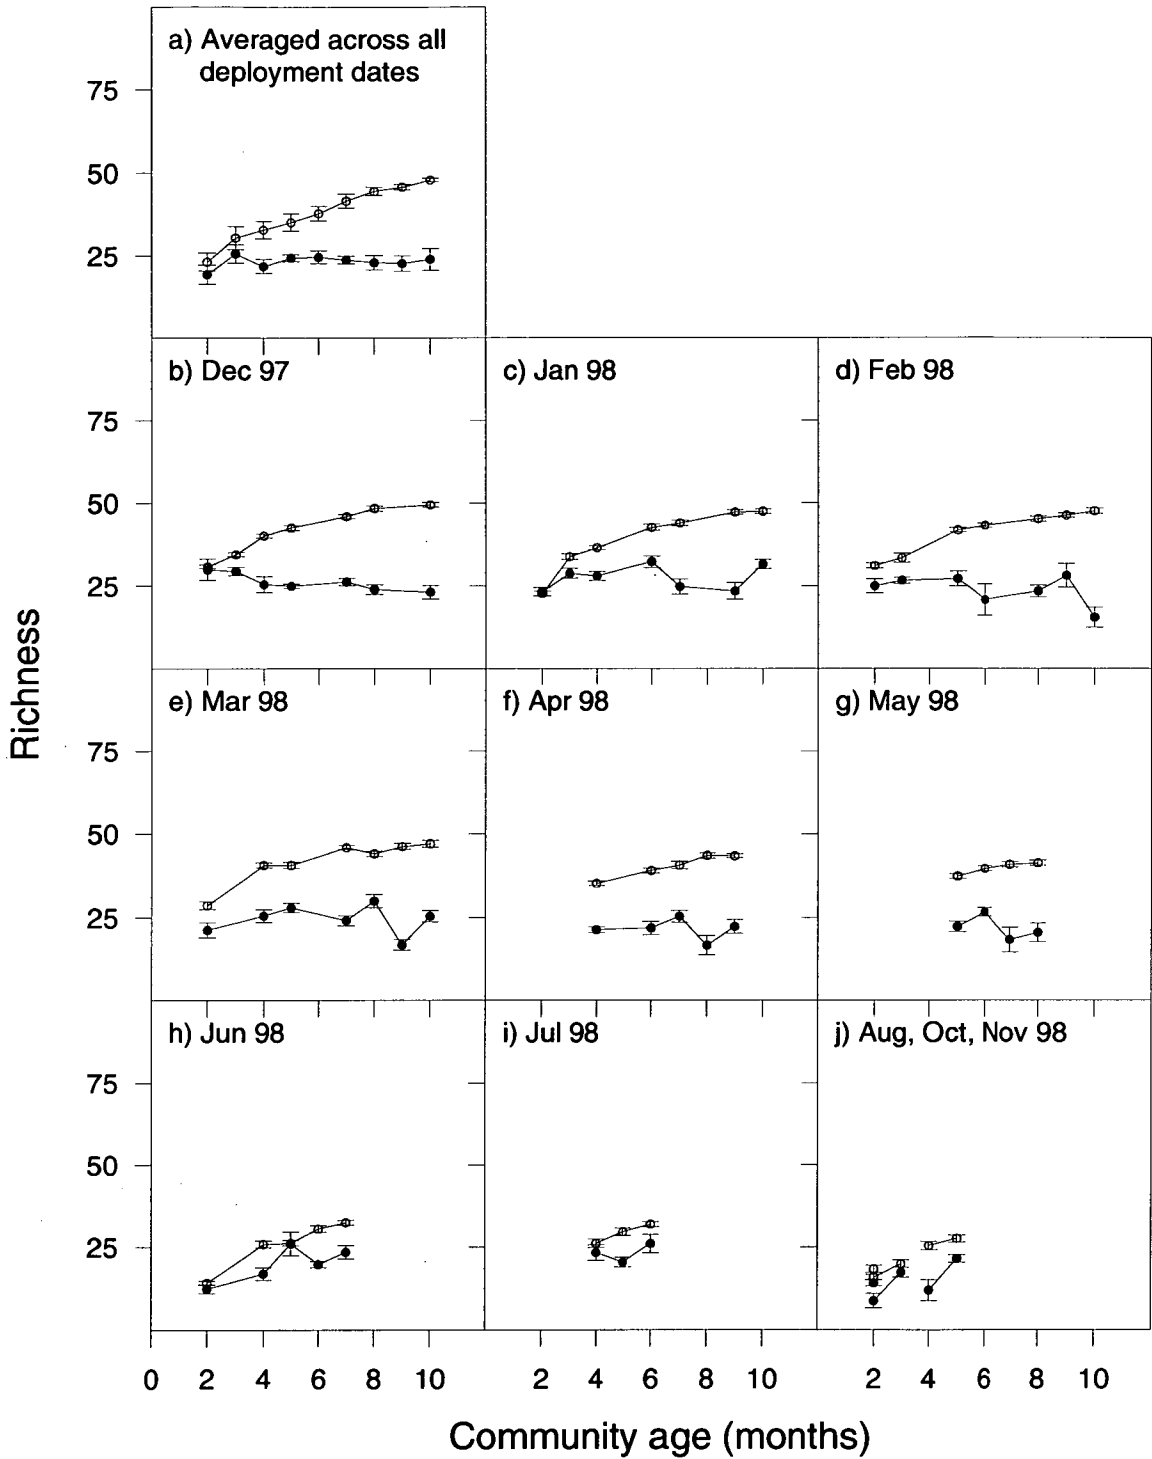 a) Averaged across all
deployment dates
75
50
25
b) Dec 97
c) Jan 98
d) Feb 98
75
50
25
Richness
e) Mar 98
f) Apr 98
g) May 98
75
50
25
h) Jun 98
i) Jul 98
j) Aug, Oct, Nov 98
75
50
25
0 2 4 6 8 10 2 4 6 8 10 2 4 6 8 10
Community age (months)